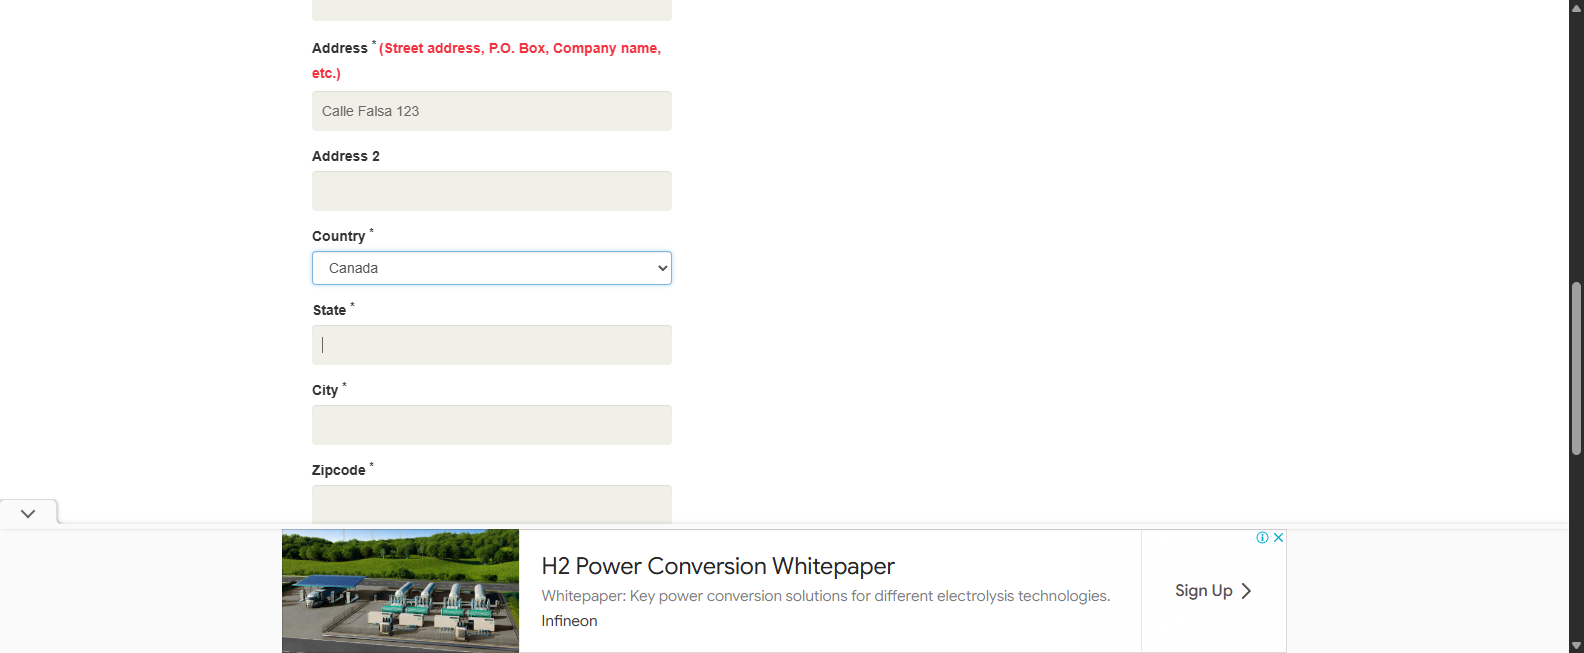 Address * (Street address, P.O. Box, Company name,
etc.)
Calle Falsa 123
Address 2
Country *
Canada
State *
City *
Zipcode *
H2 Power Conversion Whitepaper
Whitepaper: Key power conversion solutions for different electrolysis technologies.
Infineon
Sign Up